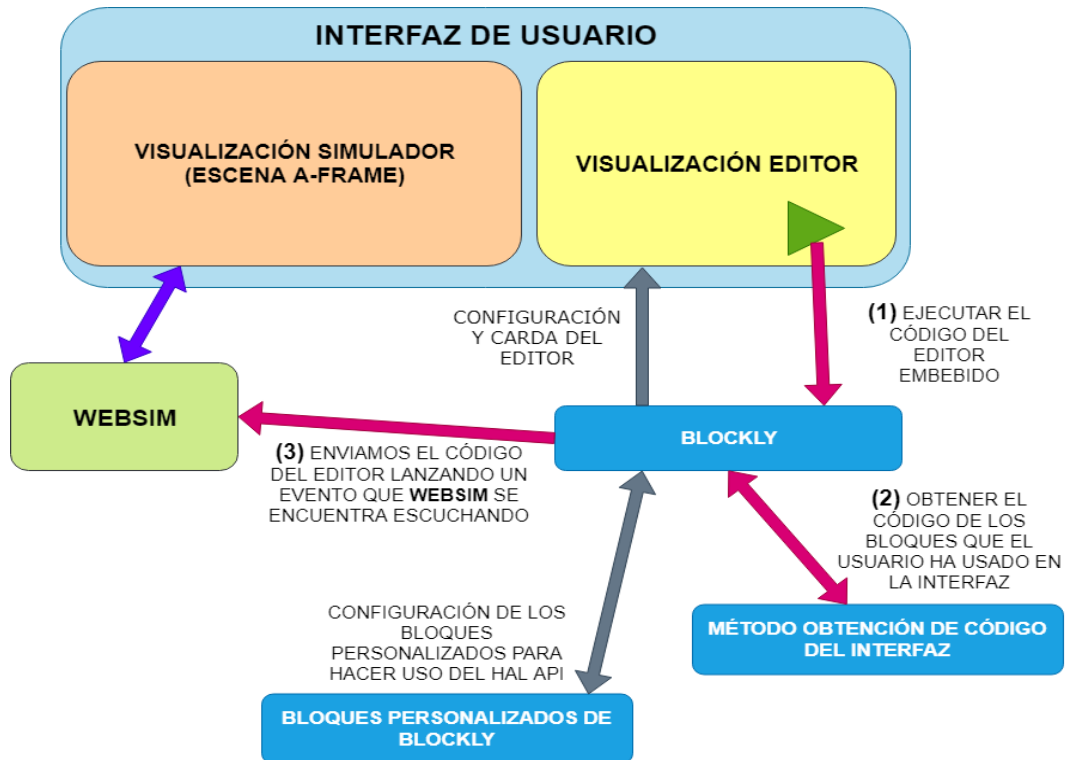 INTERFAZ DE USUARIO
VISUALIZACIÓN SIMULADOR
(ESCENA A-FRAME)
VISUALIZACIÓN EDITOR
CONFIGURACIÓN
Y CARDA DEL
EDITOR
(1) EJECUTAR EL
CÓDIGO DEL
EDITOR
EMBEBIDO
WEBSIM
BLOCKLY
(3) ENVIAMOS EL CÓDIGO
DEL EDITOR LANZANDO UN
EVENTO QUE WEBSIM SE
ENCUENTRA ESCUCHANDO
(2) OBTENER EL
CÓDIGO DE LOS
BLOQUES QUE EL
USUARIO HA USADO EN
LA INTERFAZ
CONFIGURACIÓN DE LOS
BLOQUES
PERSONALIZADOS PARA
HACER USO DEL HAL API
MÉTODO OBTENCIÓN DE CÓDIGO
DEL INTERFAZ
BLOQUES PERSONALIZADOS DE
BLOCKLY